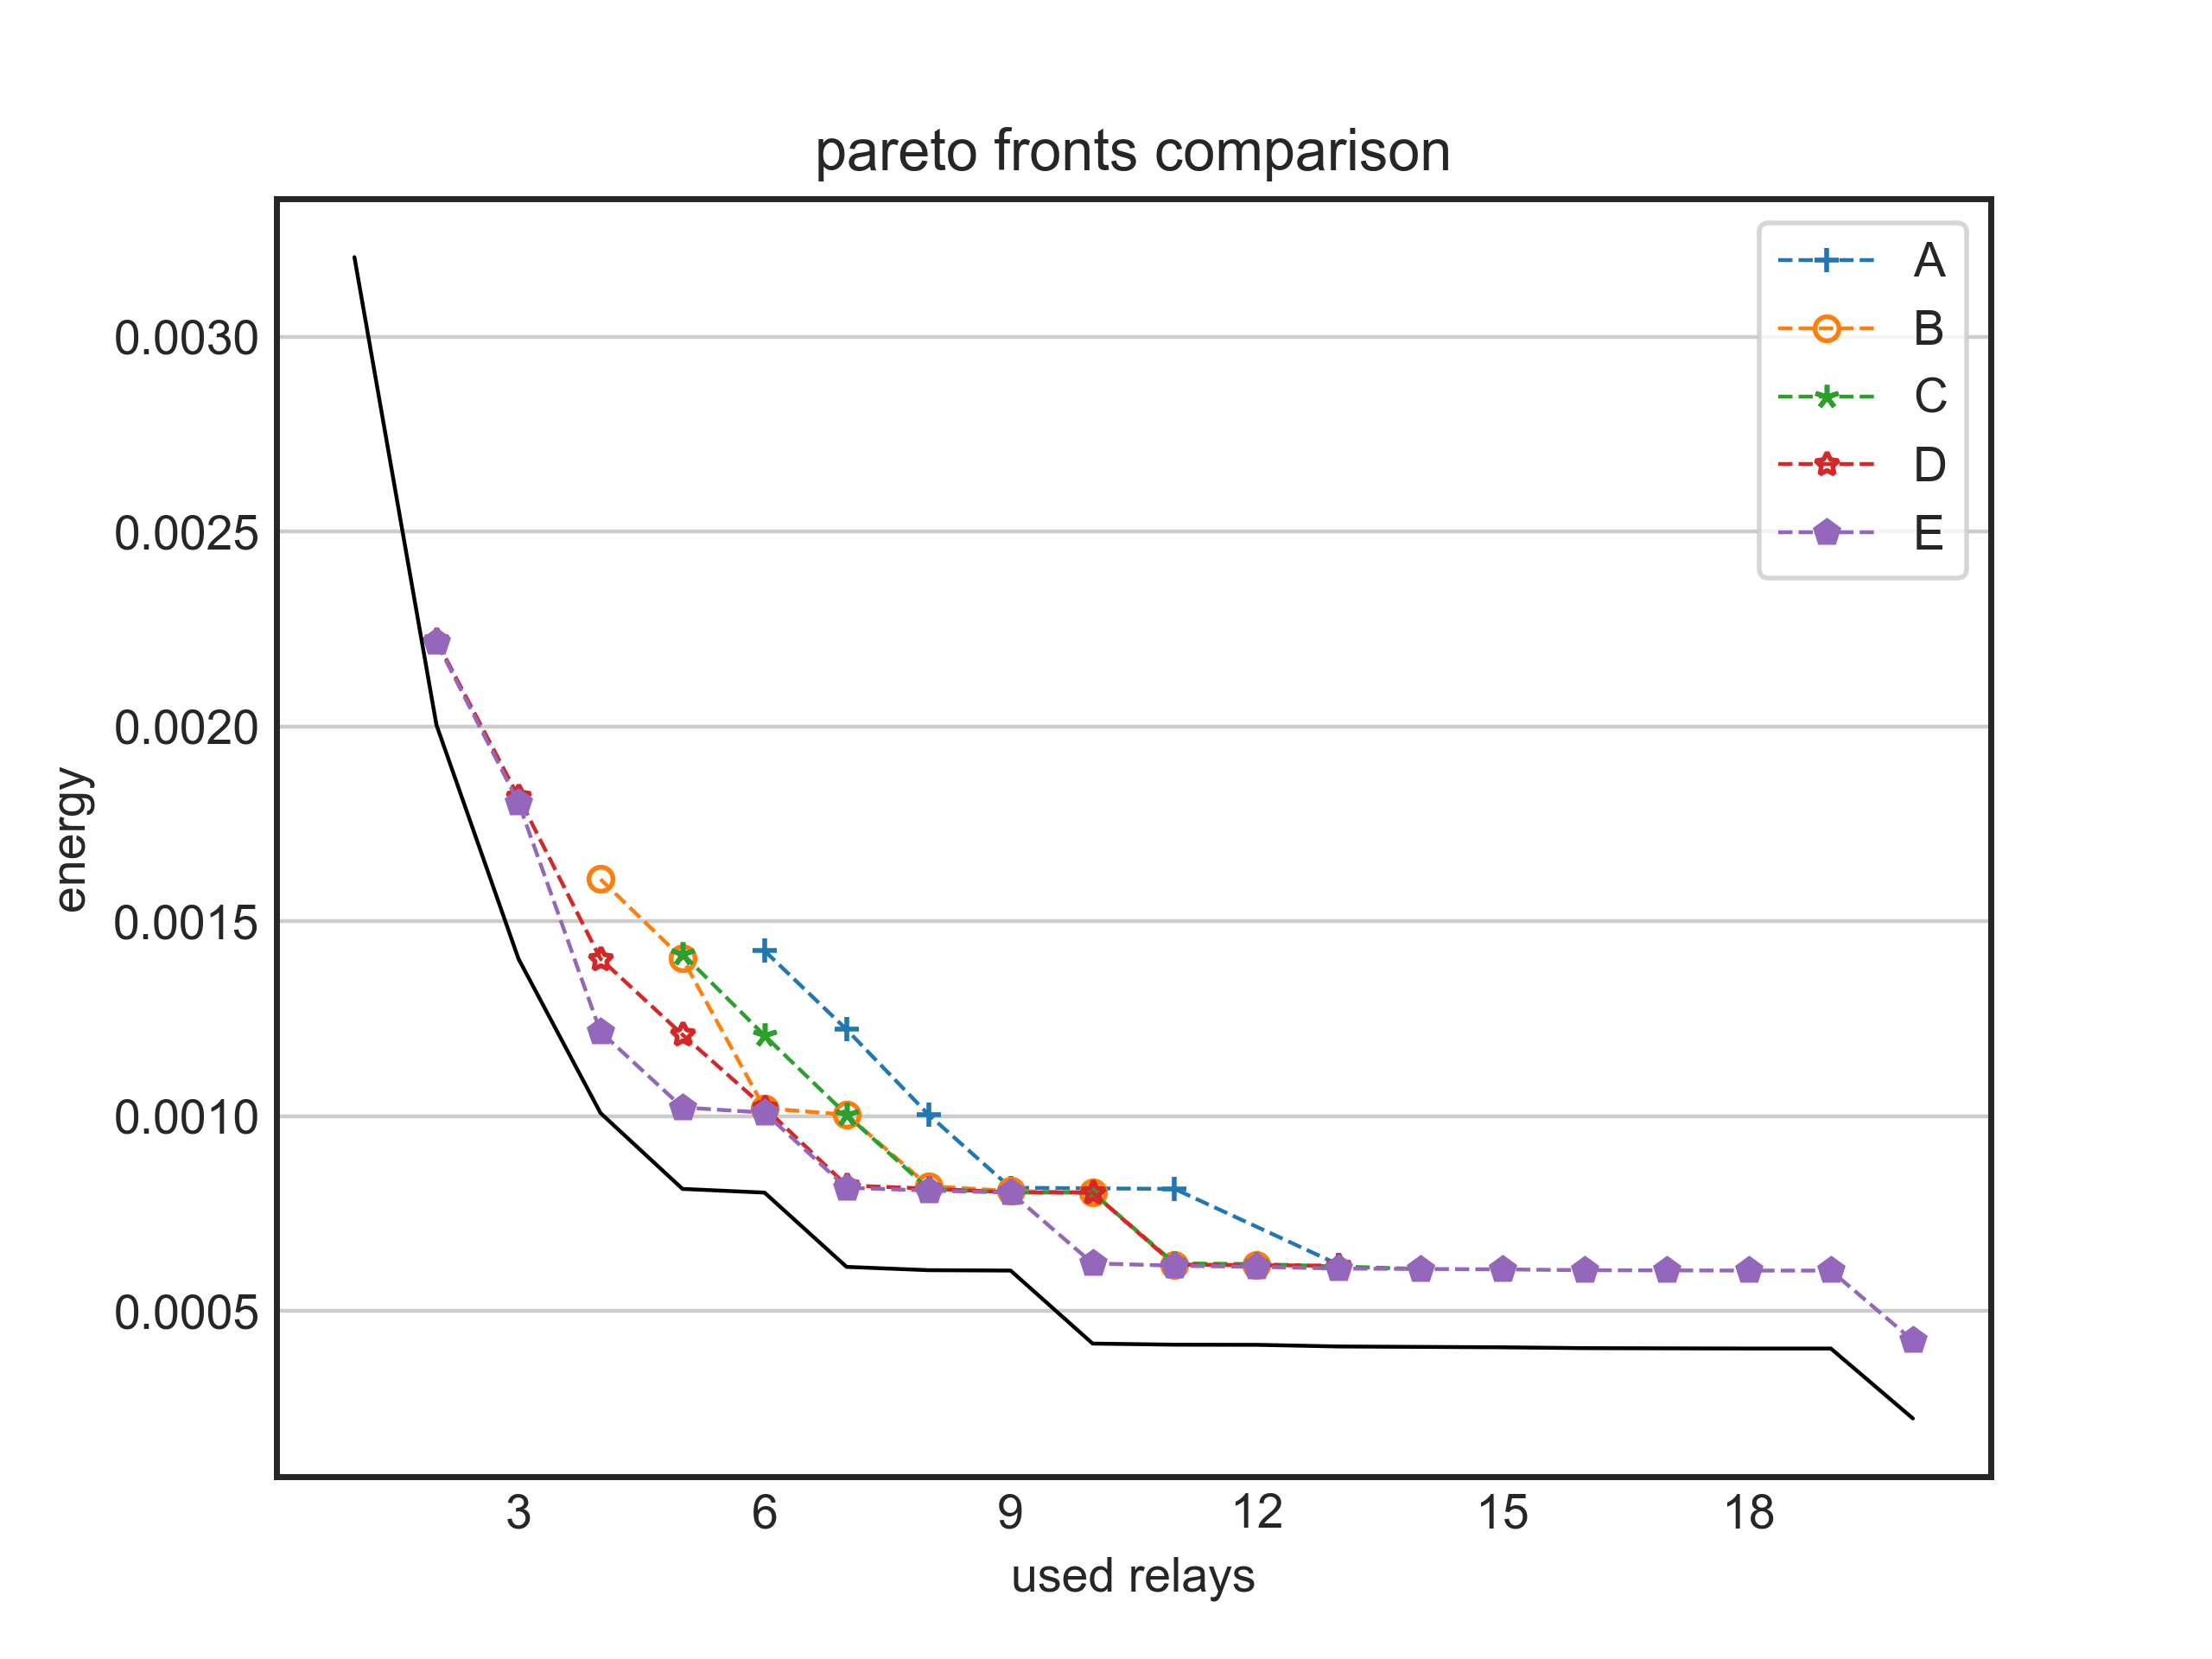 pareto fronts comparison
A
B
C
D
E
0.0030
0.0025
0.0020
0.0015
0.0010
0.0005
energy
3 6 9 12 15 18
used relays